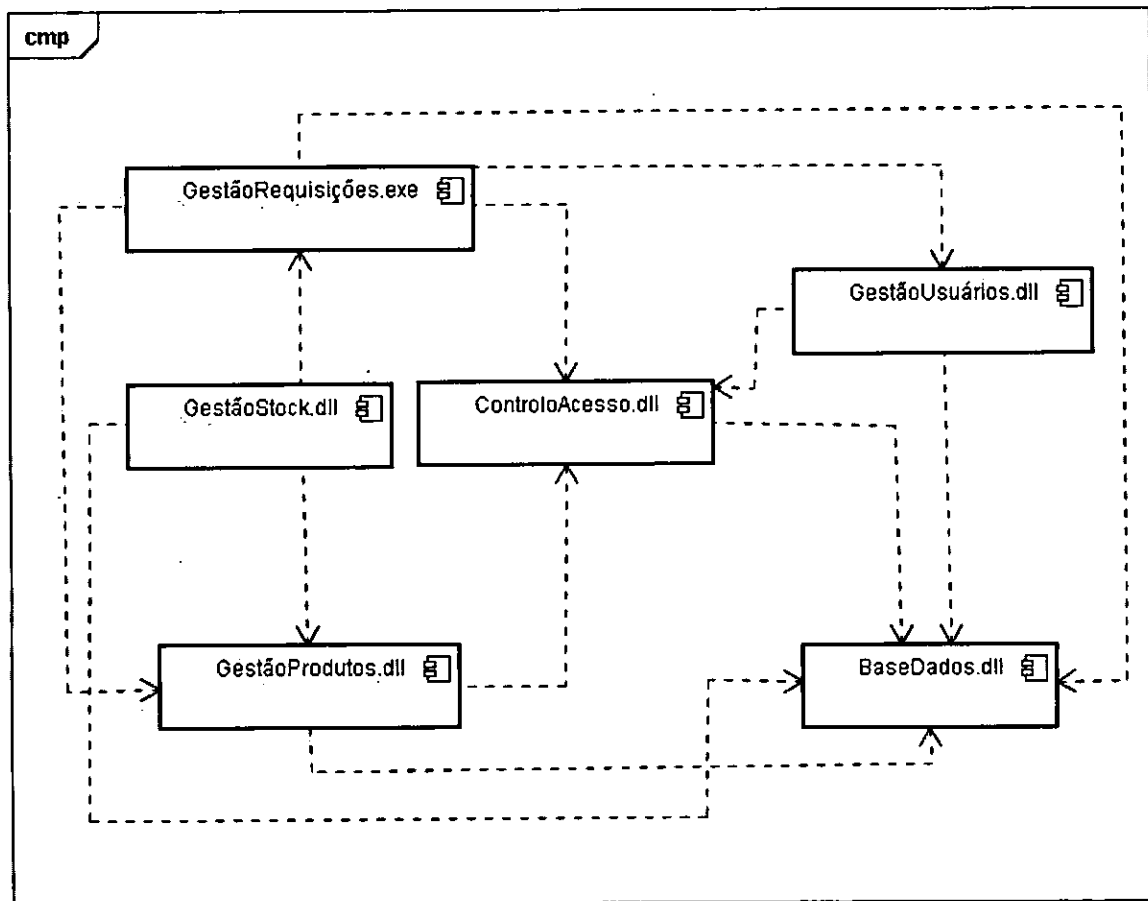 cmp
GestãoRequisições.exe
GestãoUsuários.dll
GestãoStock.dll
ControloAcesso.dll
GestãoProdutos.dll
BaseDados.dll